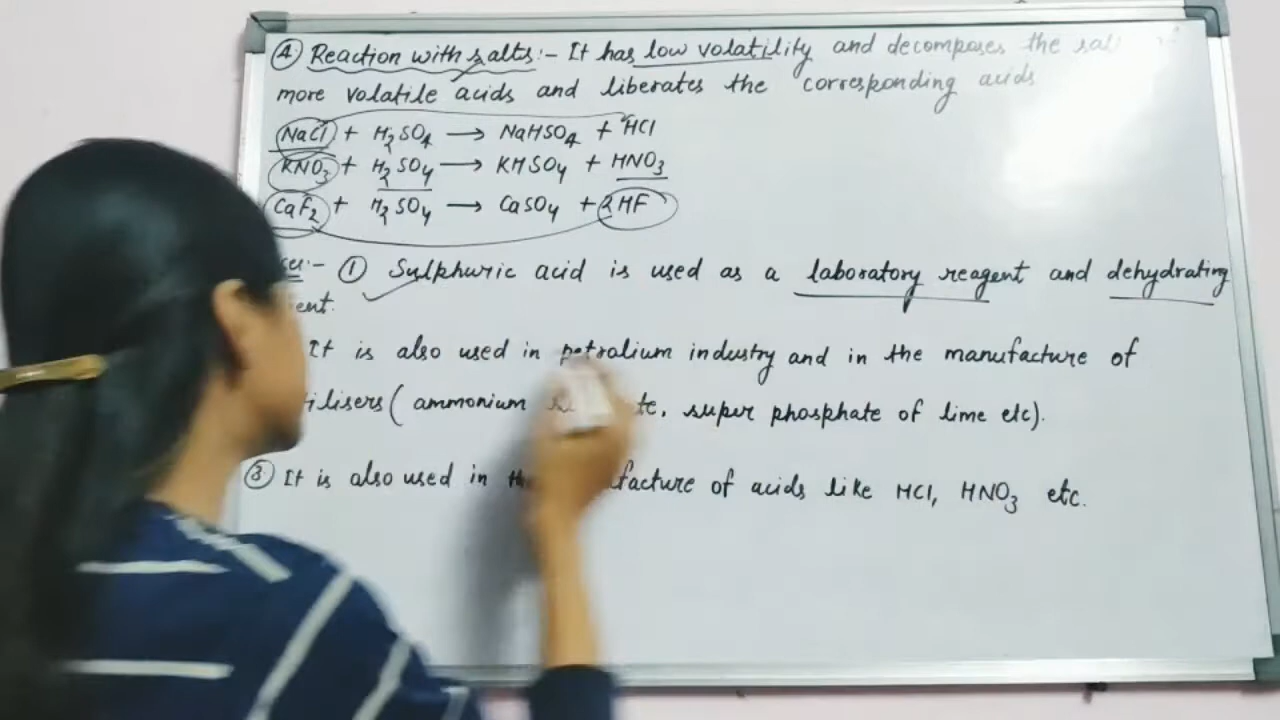 ④ Reaction with salts:- It has low volatility and decomposes the
more volatile acids and liberates the corresponding acids
NaCl + H₂SO₄ → NaHSO₄ + HCl
KNO₃ + H₂SO₄ → KHSO₄ + HNO₃
CaF₂ + H₂SO₄ → CaSO₄ + 2HF
① Sulphuric acid is used as a laboratory reagent and dehydrating
It is also used in petralium industry and in the manufacture of
(ammonium super phosphate of lime etc).
③ It is also used in of acids like HCl, HNO₃ etc.